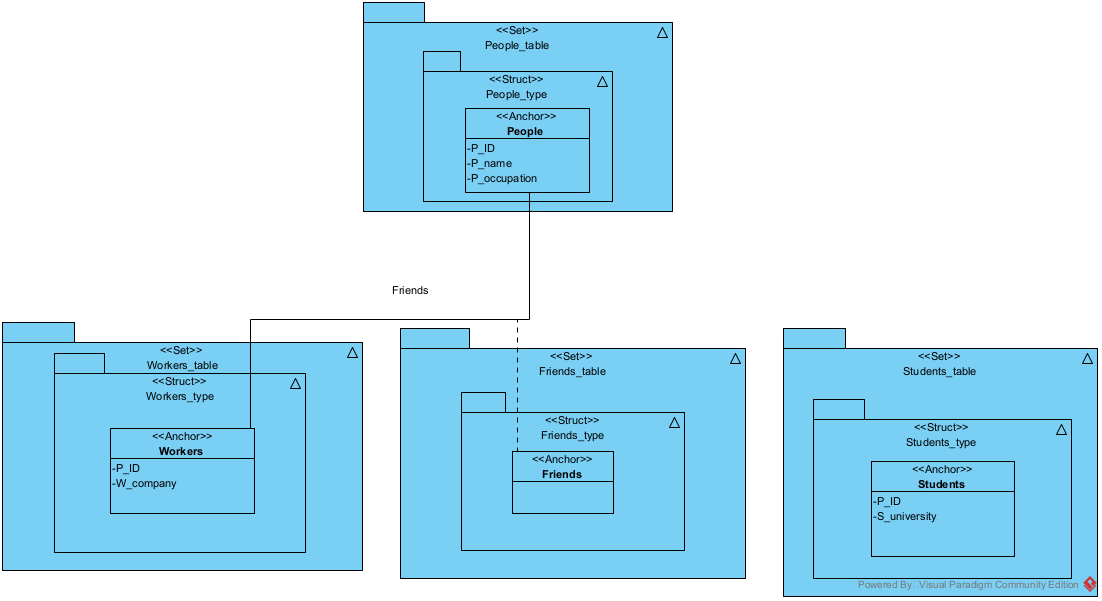 <<Set>>
People_table
<<Struct>>
People_type
<<Anchor>>
People
-P_ID
-P_name
-P_occupation
Friends
<<Set>>
Workers_table
<<Struct>>
Workers_type
<<Anchor>>
Workers
-P_ID
-W_company
<<Set>>
Friends_table
<<Struct>>
Friends_type
<<Anchor>>
Friends
<<Set>>
Students_table
<<Struct>>
Students_type
<<Anchor>>
Students
-P_ID
-S_university
Powered By Visual Paradigm Community Edition